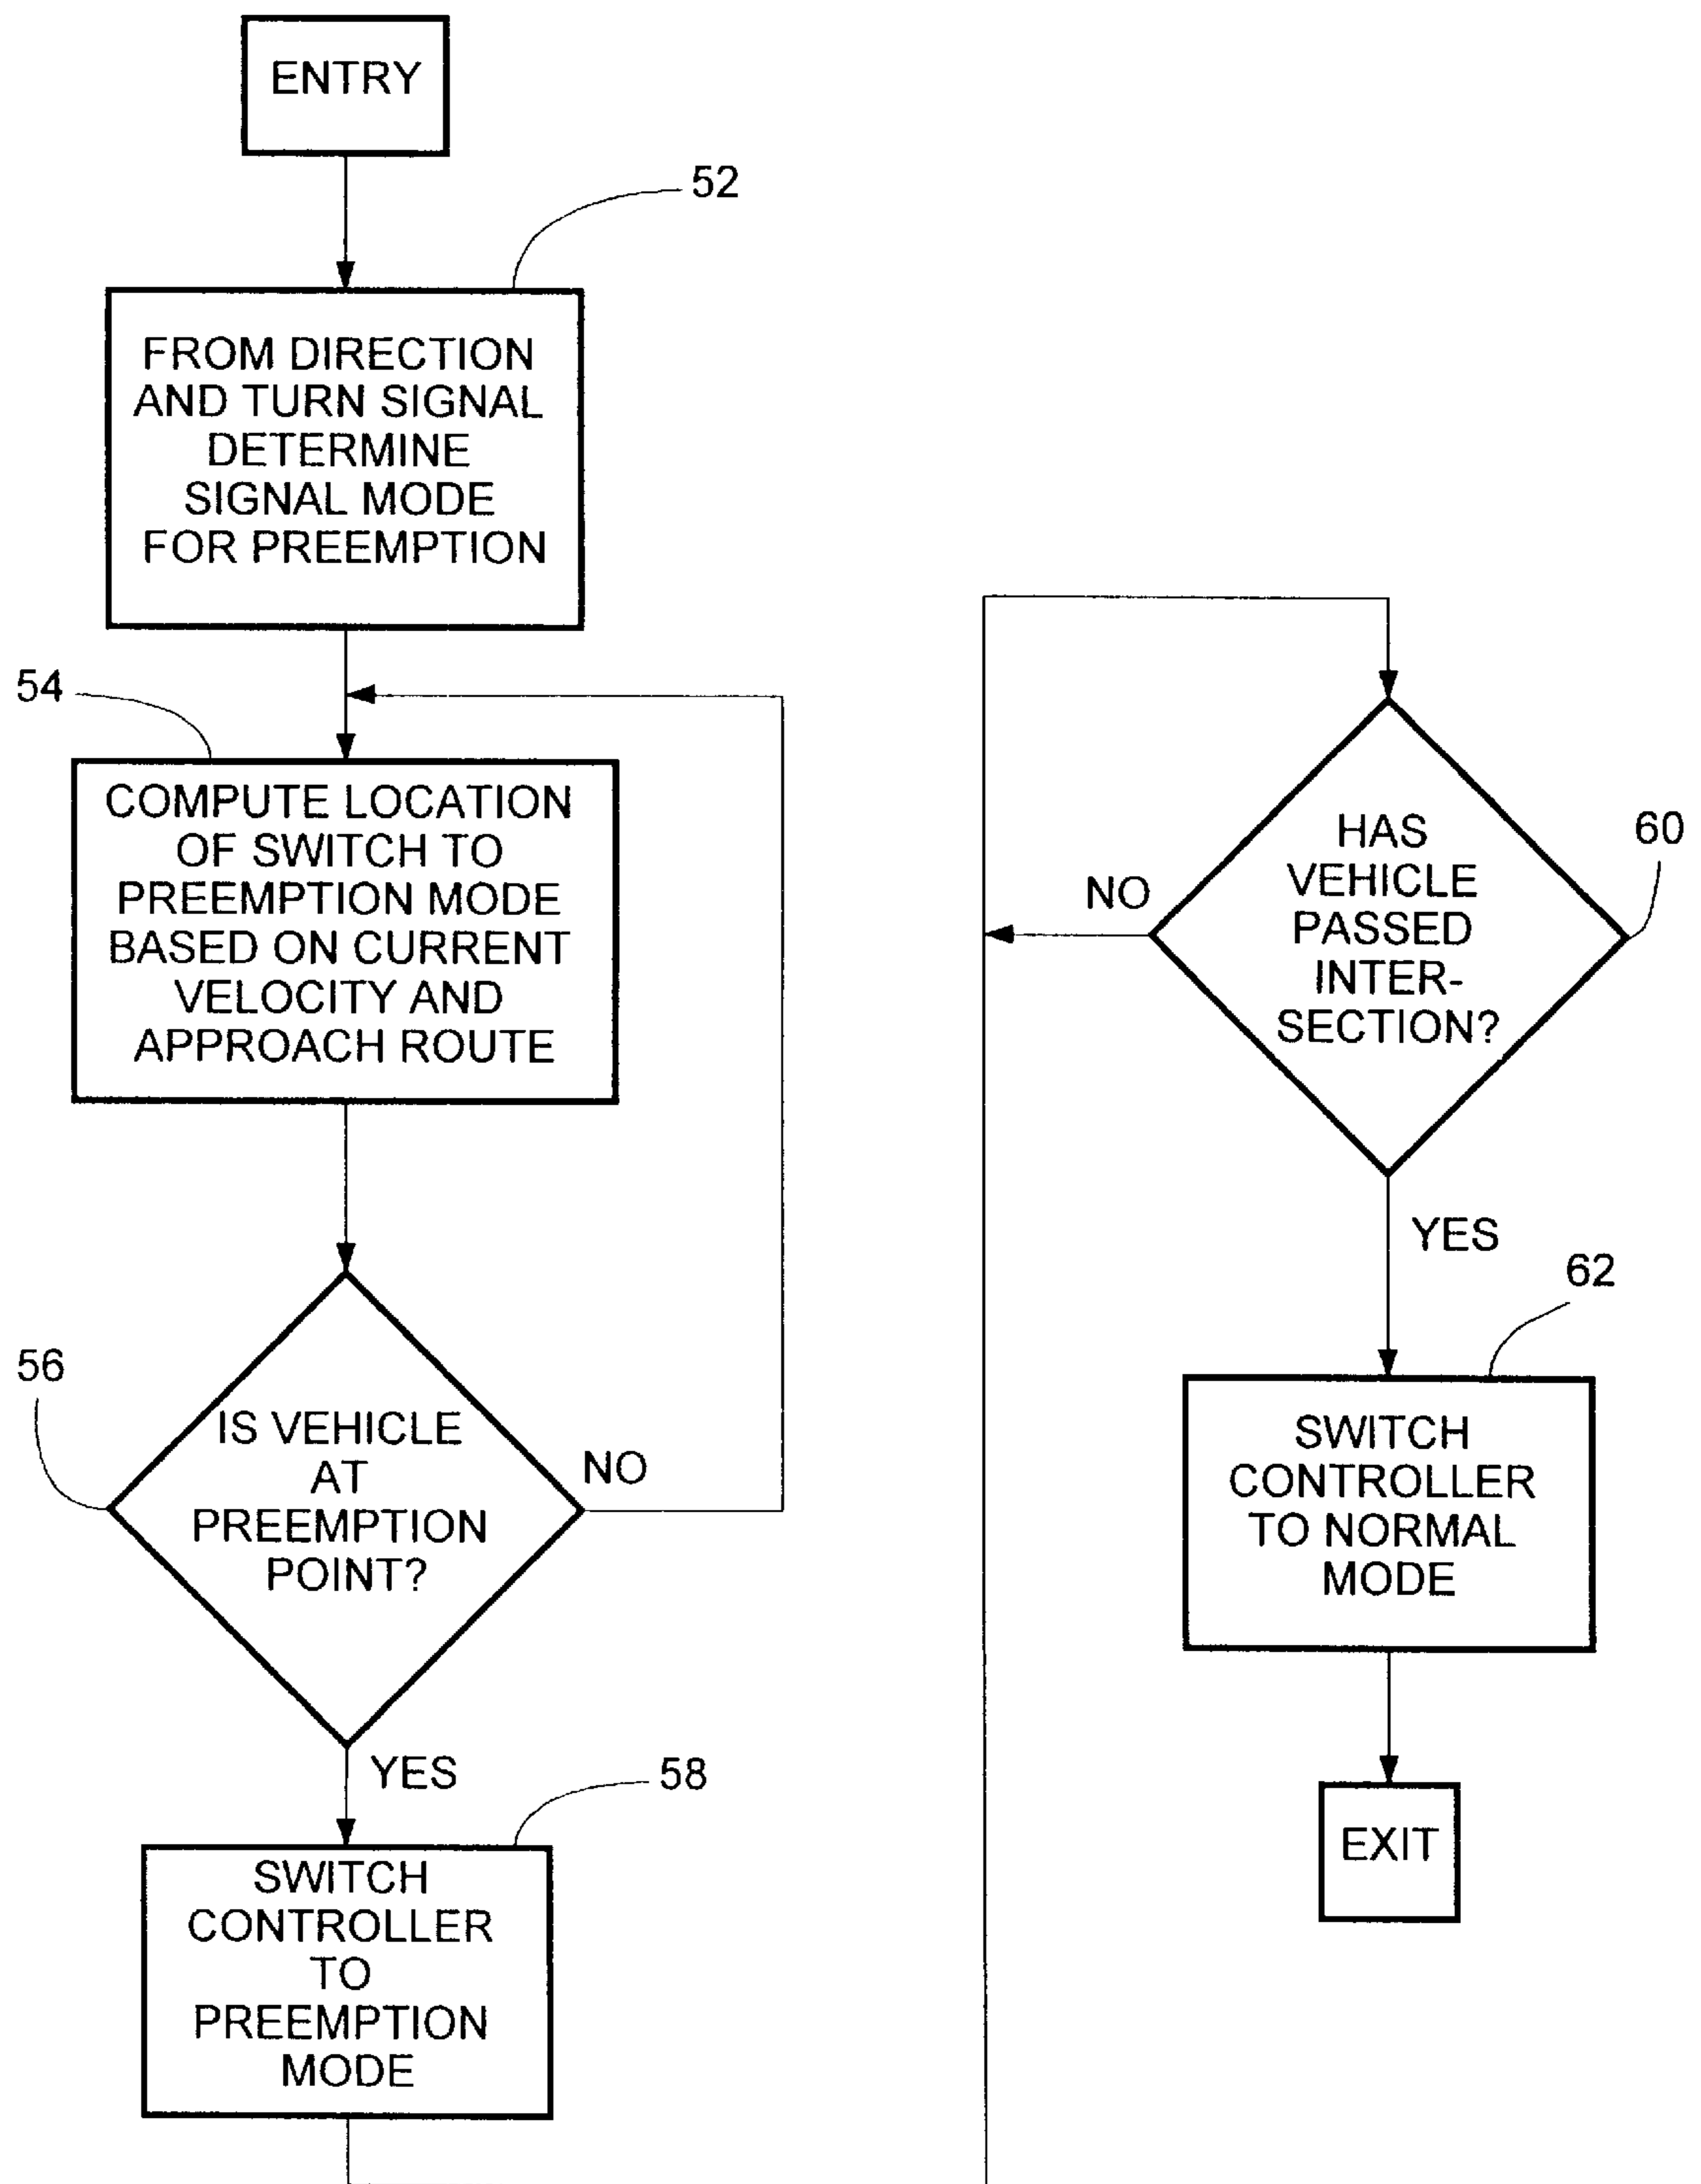 ENTRY
52
FROM DIRECTION
AND TURN SIGNAL
DETERMINE
SIGNAL MODE
FOR PREEMPTION
54
COMPUTE LOCATION
OF SWITCH TO
PREEMPTION MODE
BASED ON CURRENT
VELOCITY AND
APPROACH ROUTE
56
IS VEHICLE
AT
PREEMPTION
POINT?
NO
YES
58
SWITCH
CONTROLLER
TO
PREEMPTION
MODE
60
HAS
VEHICLE
PASSED
INTER-
SECTION?
NO
YES
62
SWITCH
CONTROLLER
TO NORMAL
MODE
EXIT